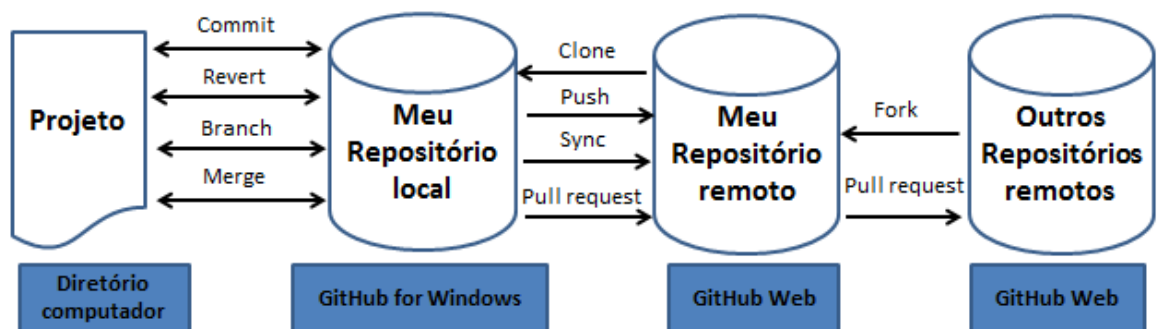 Commit
Revert
Branch
Merge
Projeto
Diretório
computador
Meu
Repositório
local
GitHub for Windows
Clone
Push
Sync
Pull request
Meu
Repositório
remoto
GitHub Web
Fork
Pull request
Outros
Repositórios
remotos
GitHub Web